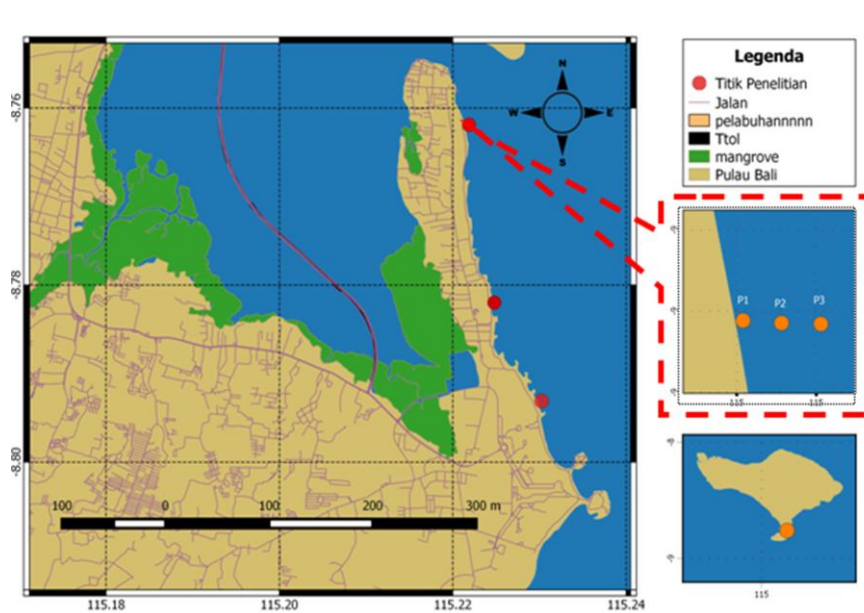 Legenda
Titik Penelitian
Jalan
pelabuhannnnn
Ttol
mangrove
Pulau Bali
N
W E
S
-8.76
-8.78
-8.80
100 0 100 200 300 m
115.18 115.20 115.22 115.24
P1 P2 P3
115 115
115